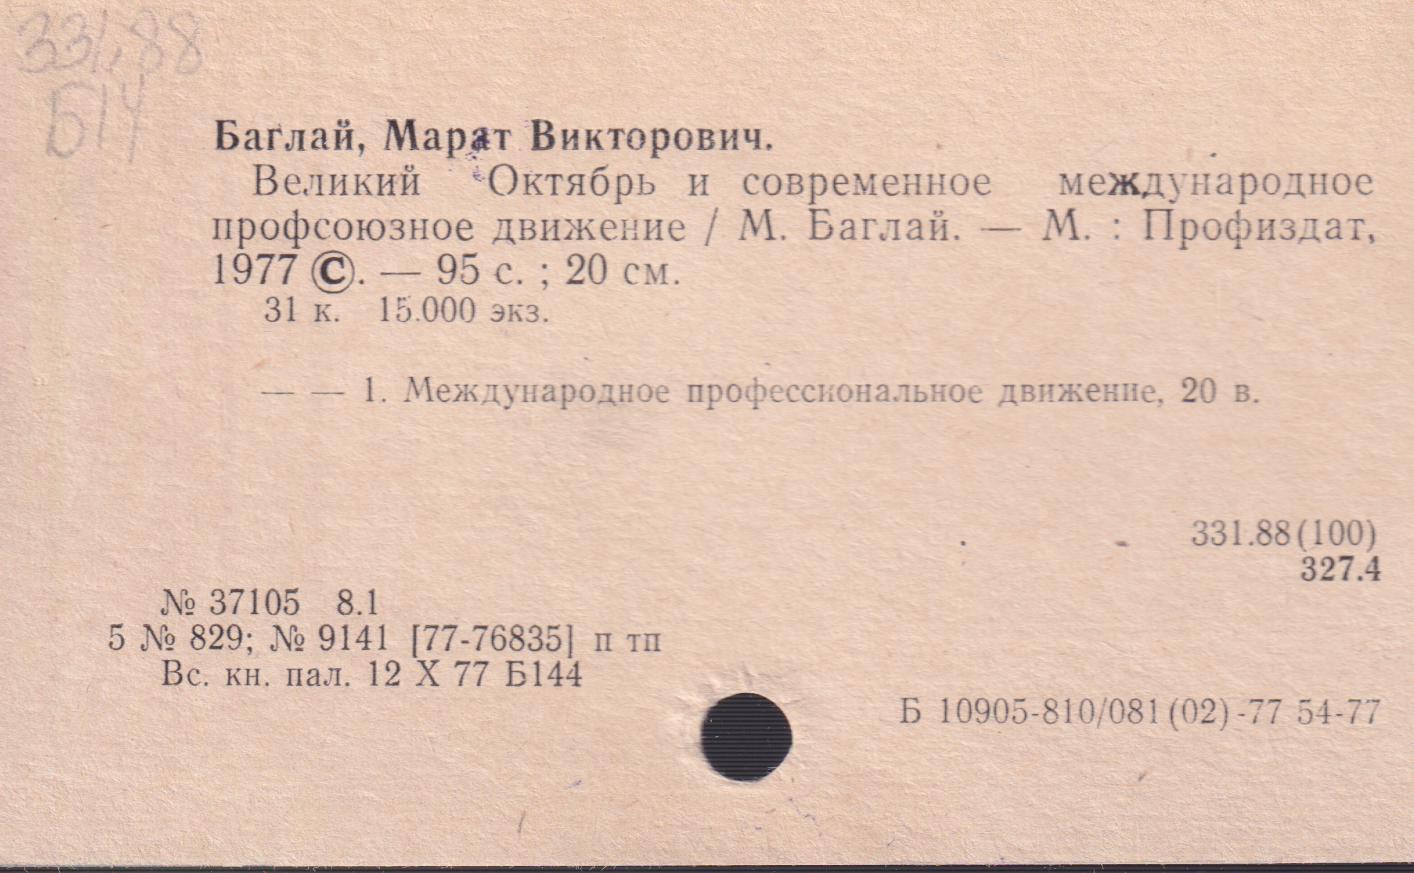 331.88
Б14
Баглай, Марат Викторович.
Великий Октябрь и современное международное
профсоюзное движение / М. Баглай. — М. : Профиздат,
1977 ©. — 95 с. ; 20 см.
31 к. 15.000 экз.
— — 1. Международное профессиональное движение, 20 в.
331.88(100)
327.4
№ 37105 8.1
5 № 829; № 9141 [77-76835] п тп
Вс. кн. пал. 12 X 77 Б144
Б 10905-810/081(02)-77 54-77